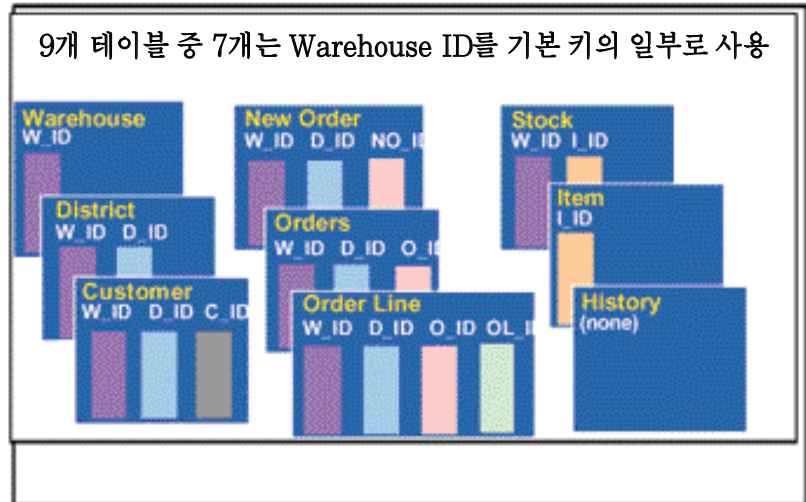 9개 테이블 중 7개는 Warehouse ID를 기본 키의 일부로 사용
Warehouse
W_ID
District
W_ID D_ID
Customer
W_ID D_ID C_ID
New Order
W_ID D_ID NO_ID
Orders
W_ID D_ID O_ID
Order Line
W_ID D_ID O_ID OL_ID
Stock
W_ID I_ID
Item
I_ID
History
(none)